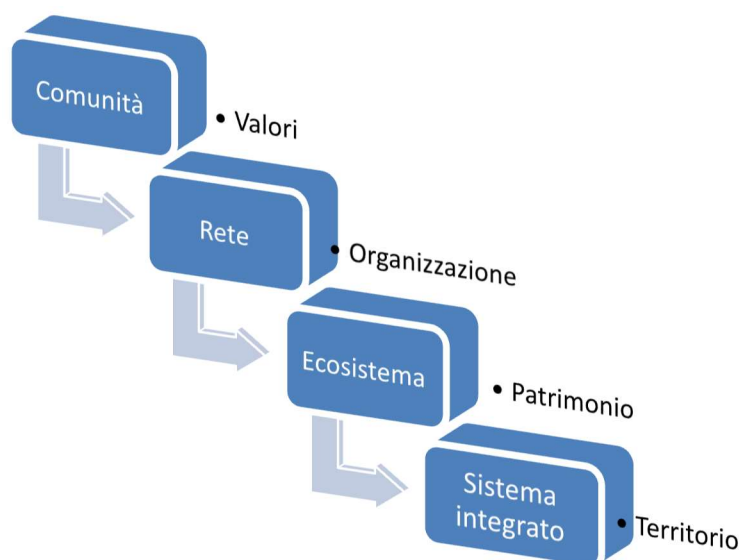 Comunità
• Valori
Rete
• Organizzazione
Ecosistema
• Patrimonio
Sistema
integrato
• Territorio